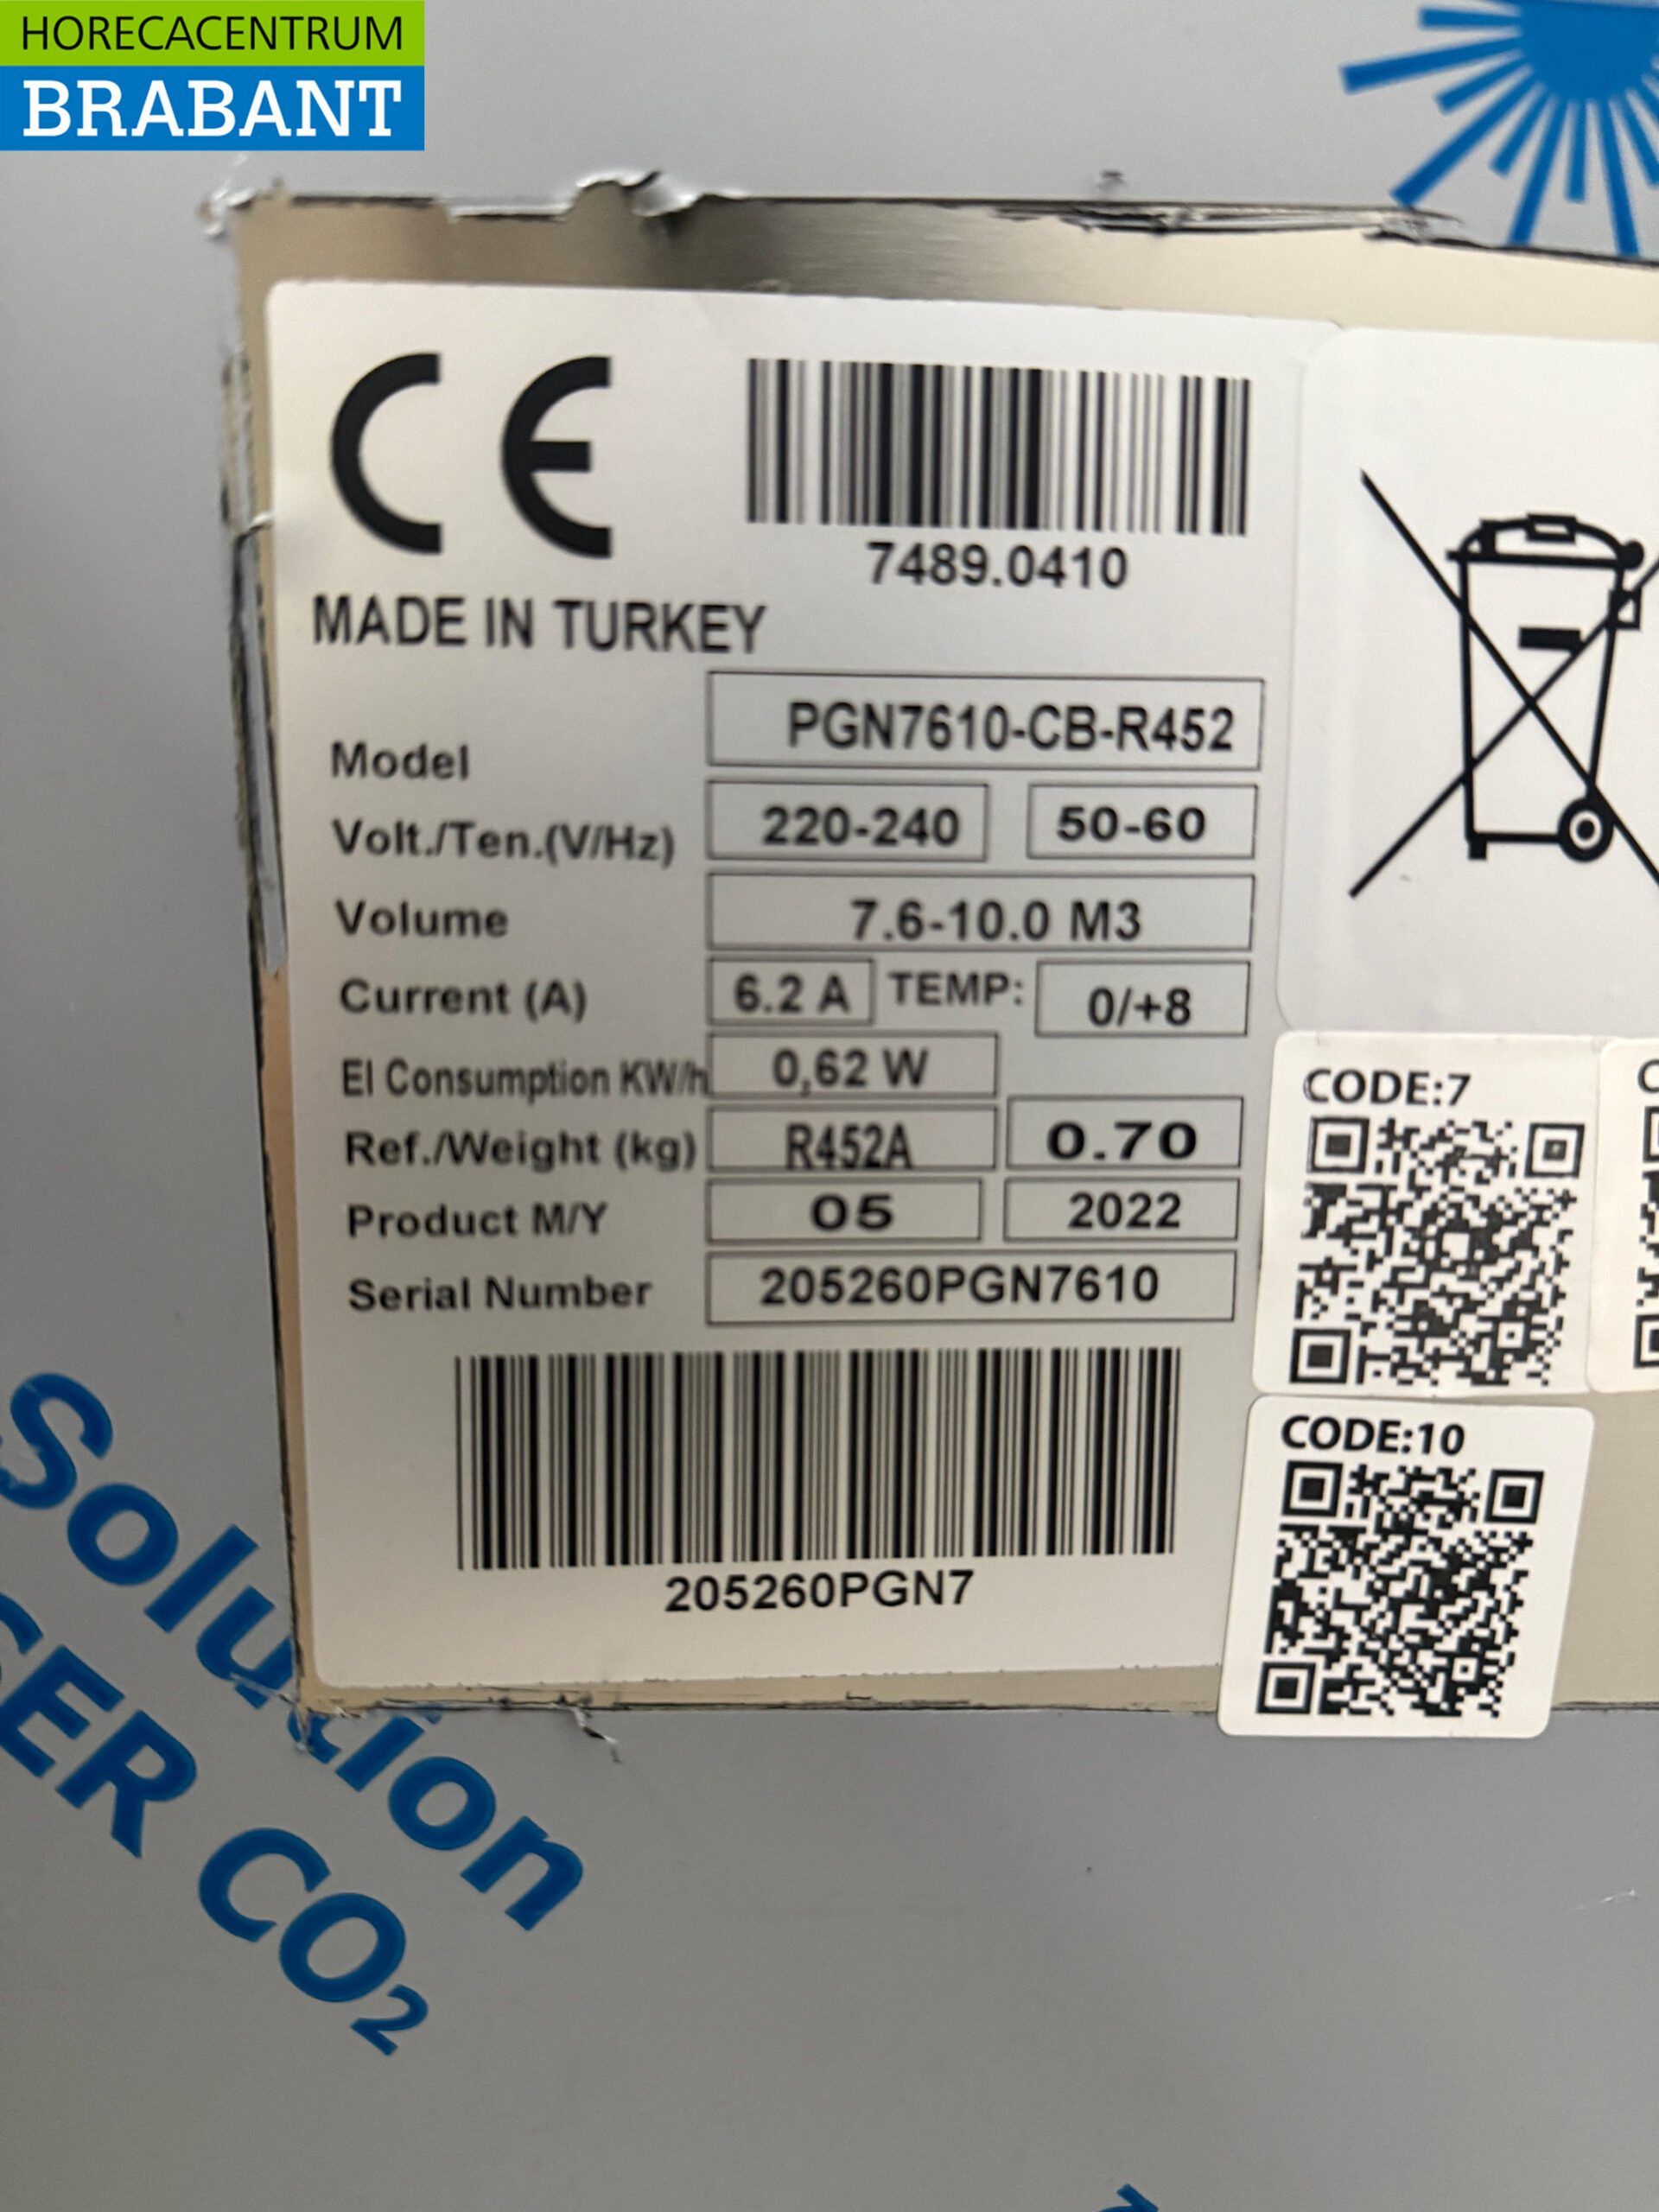 HORECACENTRUM
BRABANT
CE
7489.0410
MADE IN TURKEY
Model PGN7610-CB-R452
Volt./Ten.(V/Hz) 220-240 50-60
Volume 7.6-10.0 M3
Current (A) 6.2 A TEMP: 0/+8
El Consumption KW/h 0,62 W
Ref./Weight (kg) R452A 0.70
Product M/Y 05 2022
Serial Number 205260PGN7610
205260PGN7
CODE:7
CODE:10
Solution
SER CO₂